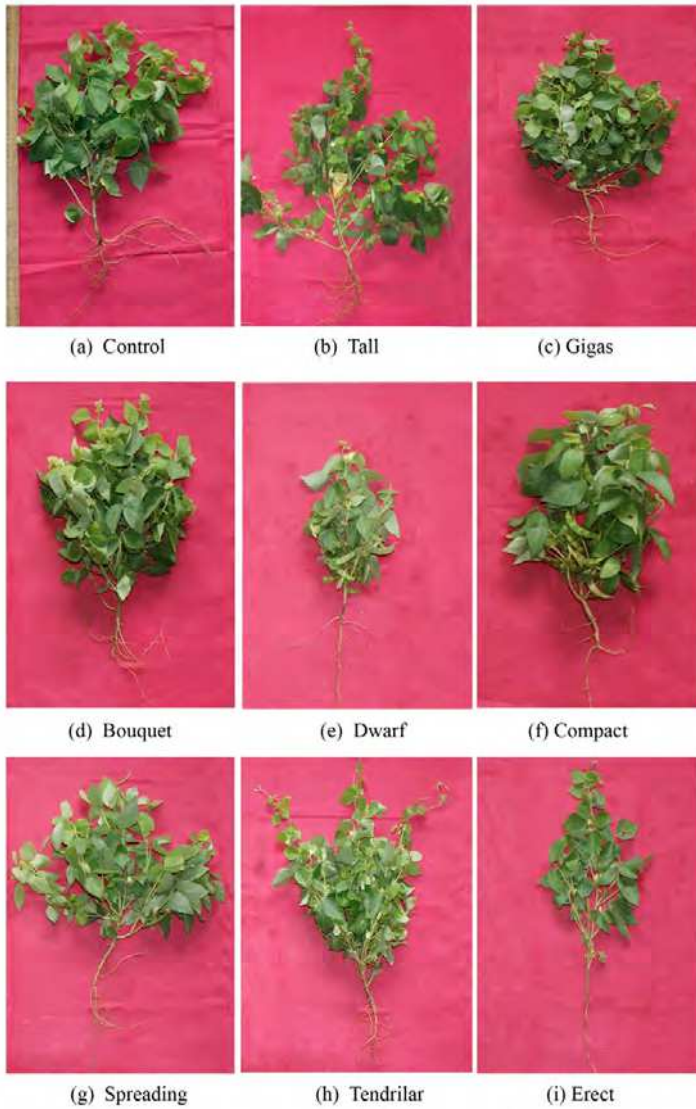 (a) Control
(b) Tall
(c) Gigas
(d) Bouquet
(e) Dwarf
(f) Compact
(g) Spreading
(h) Tendrilar
(i) Erect